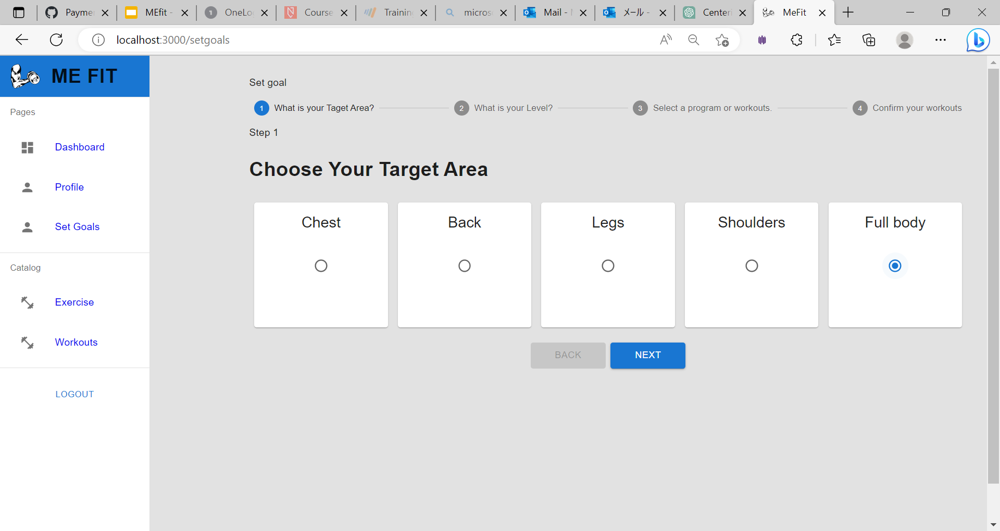 Payme MEfit - OneLo Course Training micros Mail - メール - Centeri MeFit
localhost:3000/setgoals
ME FIT
Pages
Dashboard
Profile
Set Goals
Catalog
Exercise
Workouts
LOGOUT
Set goal
1 What is your Taget Area? 2 What is your Level? 3 Select a program or workouts. 4 Confirm your workouts
Step 1
Choose Your Target Area
Chest Back Legs Shoulders Full body
BACK NEXT